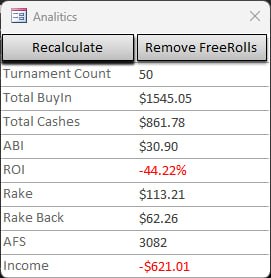 Analitics
Recalculate Remove FreeRolls
Turnament Count 50
Total BuyIn $1545.05
Total Cashes $861.78
ABI $30.90
ROI -44.22%
Rake $113.21
Rake Back $62.26
AFS 3082
Income -$621.01